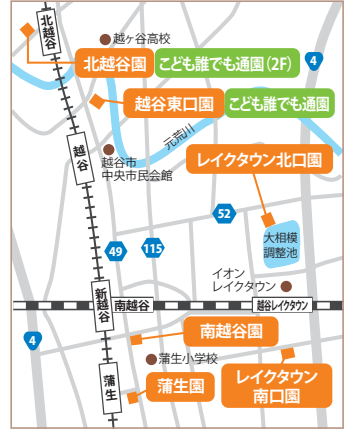 北越谷
越ヶ谷高校
4
北越谷園
こども誰でも通園(2F)
越谷東口園
こども誰でも通園
元荒川
越谷
越谷市
中央市民会館
レイクタウン北口園
52
49
115
大相模
調整池
イオン
レイクタウン
新越谷
南越谷
越谷レイクタウン
4
南越谷園
蒲生小学校
蒲生
蒲生園
レイクタウン
南口園